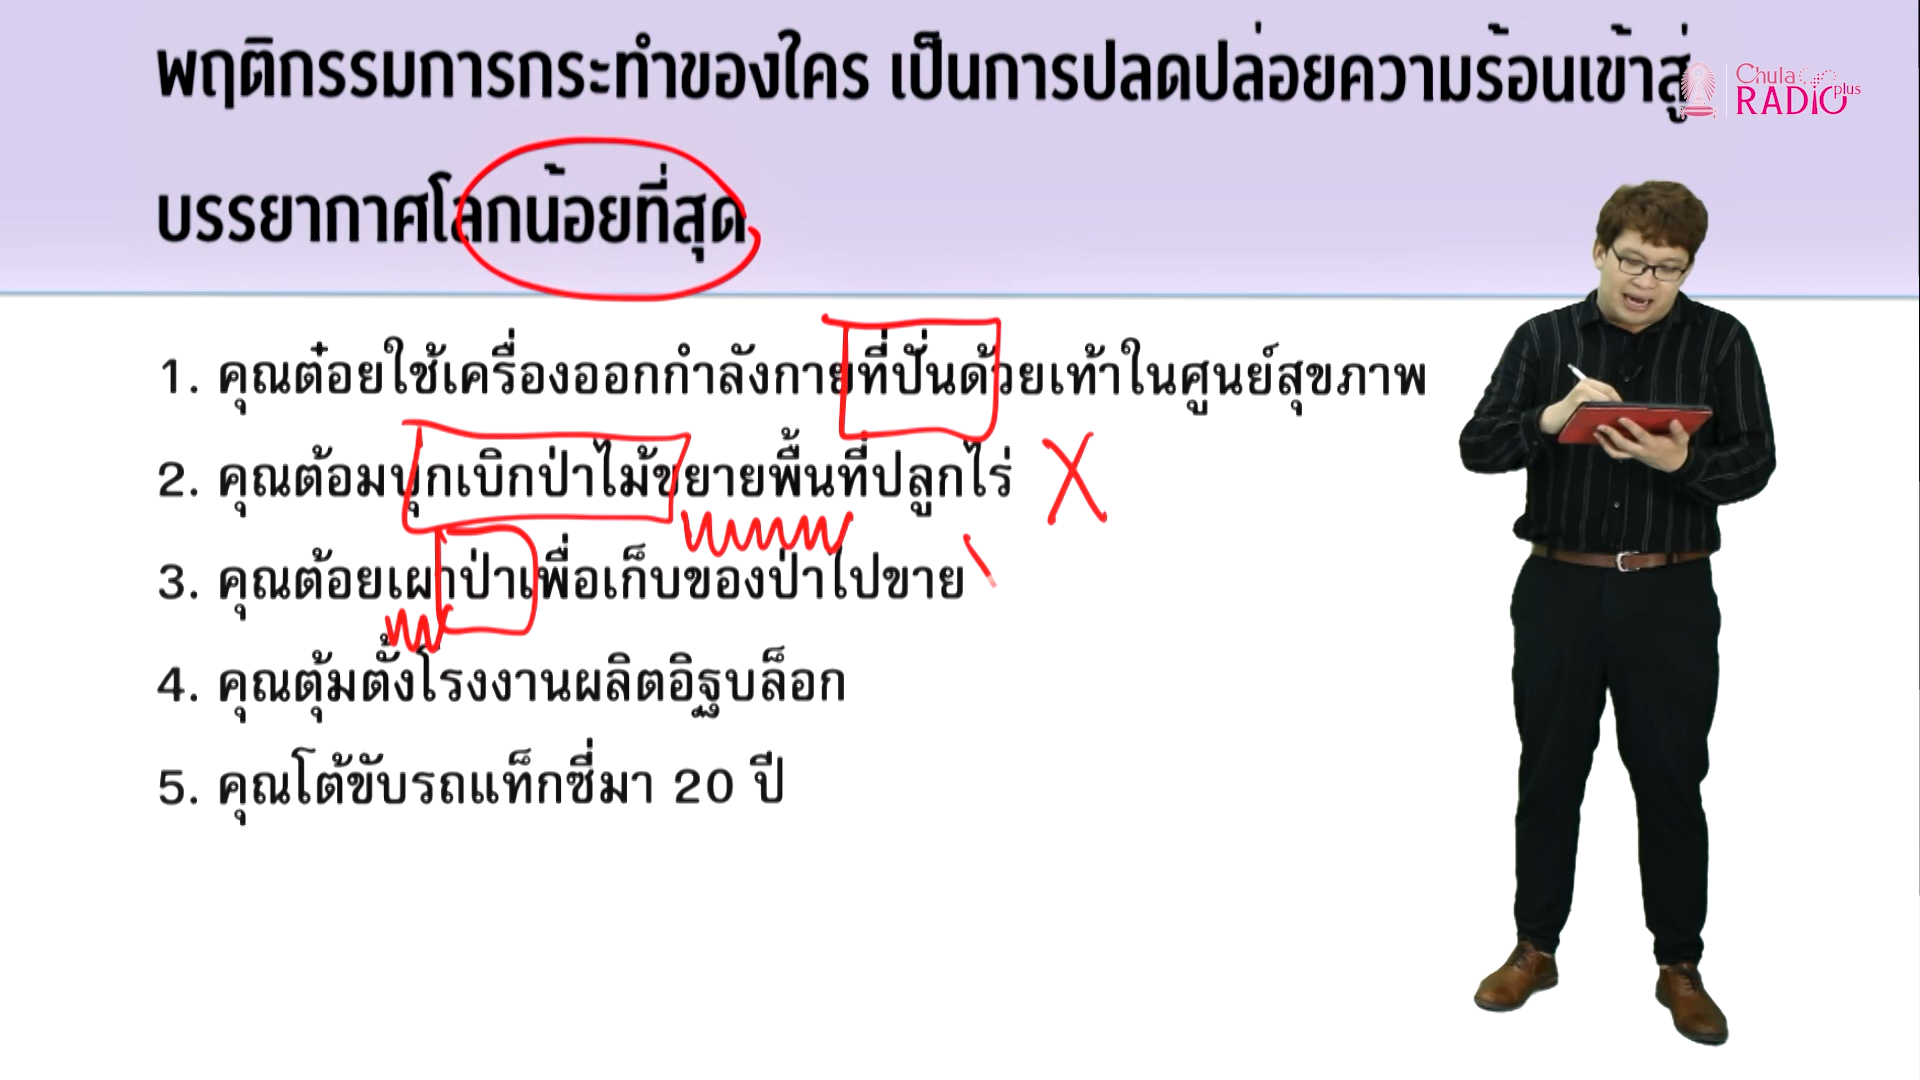 พฤติกรรมการกระทำของใคร เป็นการปลดปล่อยความร้อนเข้าสู่
Chula
RADIO plus
บรรยากาศโลกน้อยที่สุด
1. คุณต๋อยใช้เครื่องออกกำลังกายที่ปั่นด้วยเท้าในศูนย์สุขภาพ
2. คุณต้อมบุกเบิกป่าไม้ขยายพื้นที่ปลูกไร่
3. คุณต้อยเผาป่าเพื่อเก็บของป่าไปขาย
4. คุณตุ้มตั้งโรงงานผลิตอิฐบล็อก
5. คุณโต้ขับรถแท็กซี่มา 20 ปี